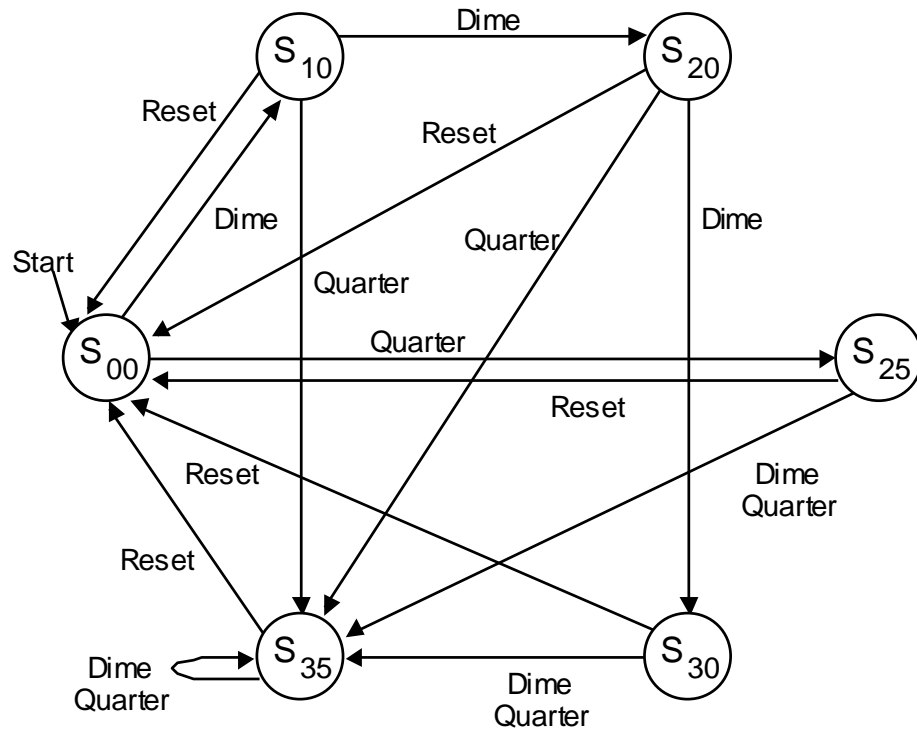 Dime
S10
S20
Reset
Reset
Dime
Quarter
Dime
Start
Quarter
Quarter
S00
S25
Reset
Reset
Dime
Quarter
Reset
S35
S30
Dime
Quarter
Dime
Quarter